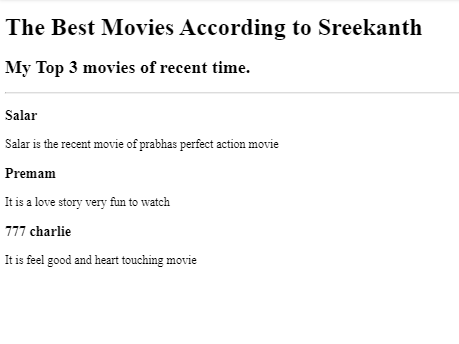 The Best Movies According to Sreekanth
My Top 3 movies of recent time.
Salar
Salar is the recent movie of prabhas perfect action movie
Premam
It is a love story very fun to watch
777 charlie
It is feel good and heart touching movie